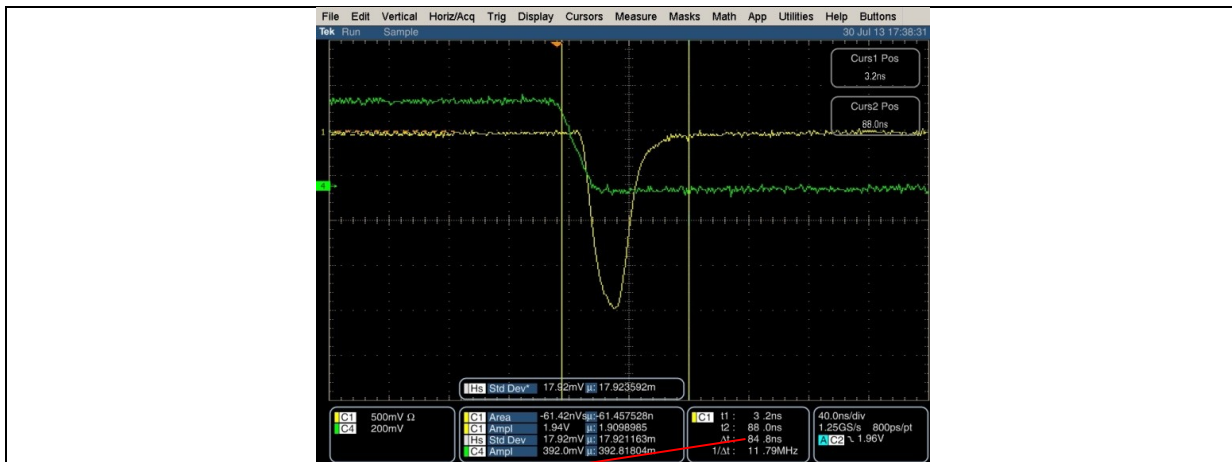 File Edit Vertical Horiz/Acq Trig Display Cursors Measure Masks Math App Utilities Help Buttons
Tek Run Sample 30 Jul 13 17:38:31
Curs1 Pos
3.2ns
Curs2 Pos
88.0ns
1
4
Hs Std Dev* 17.92mV µ: 17.923592m
C1 500mV Ω
C4 200mV
C1 Area -61.42nVs µ: -61.457528n
C1 Ampl 1.94V µ: 1.9098985
Hs Std Dev 17.92mV µ: 17.921163m
C4 Ampl 392.0mV µ: 392.81804m
C1 t1 : 3 .2ns
t2 : 88 .0ns
Δt : 84 .8ns
1/Δt : 11 .79MHz
40.0ns/div
1.25GS/s 800ps/pt
A C2 1.96V